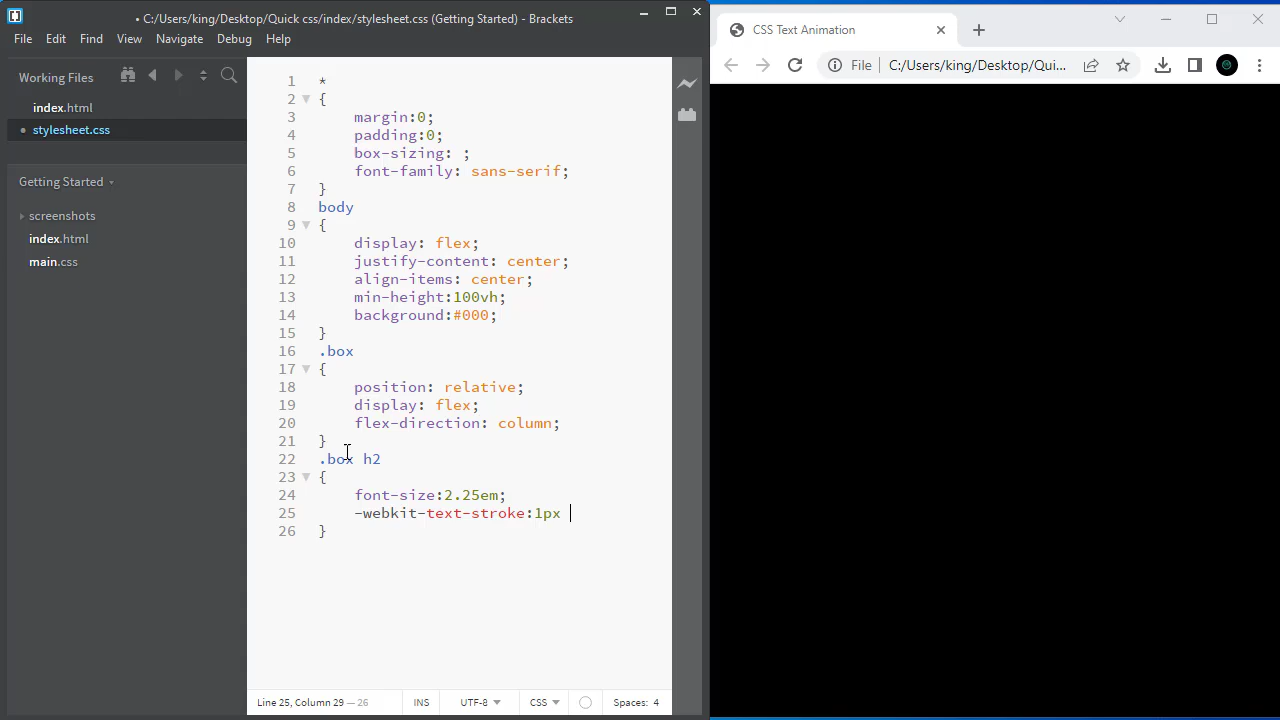 C:/Users/king/Desktop/Quick css/index/stylesheet.css (Getting Started) - Brackets
File Edit Find View Navigate Debug Help
Working Files
index.html
stylesheet.css
Getting Started
screenshots
index.html
main.css
1 *
2 {
3 margin:0;
4 padding:0;
5 box-sizing: ;
6 font-family: sans-serif;
7 }
8 body
9 {
10 display: flex;
11 justify-content: center;
12 align-items: center;
13 min-height:100vh;
14 background:#000;
15 }
16 .box
17 {
18 position: relative;
19 display: flex;
20 flex-direction: column;
21 }
22 .box h2
23 {
24 font-size:2.25em;
25 -webkit-text-stroke:1px
26 }
Line 25, Column 29 — 26 INS UTF-8 CSS Spaces: 4
CSS Text Animation
File C:/Users/king/Desktop/Qui...